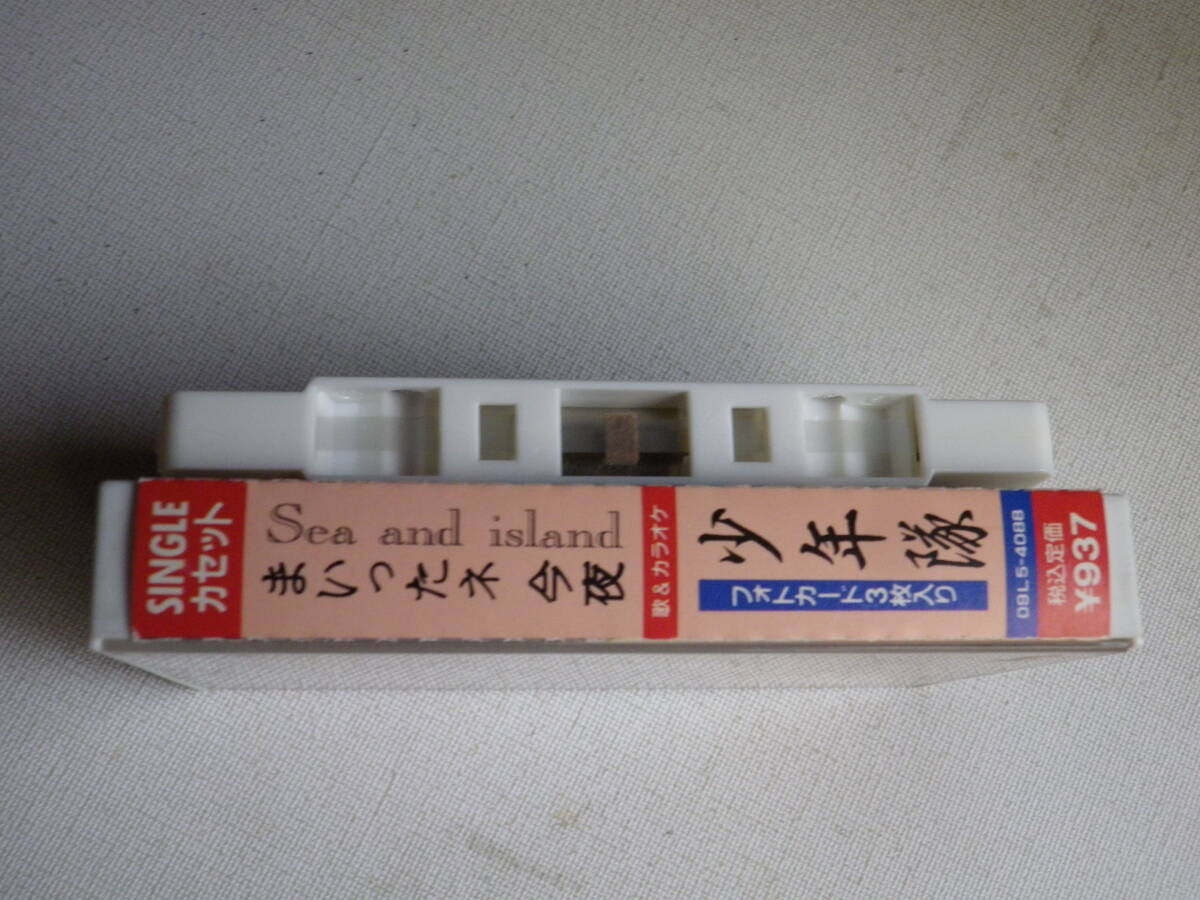 SINGLE
カセット
Sea and island
まいったネ 今夜
歌&カラオケ
少年隊
フォトカード3枚入り
09L5-4088
税込定価
¥937